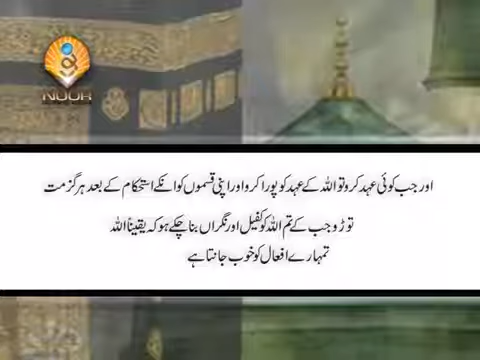 NOOR
اور جب کوئی عہد کرو تو اللہ کے عہد کو پورا کرو اور اپنی قسموں کو انکے استحکام کے بعد ہرگز مت
توڑو جب کے تم اللہ کو کفیل اور نگراں بنا چکے ہو کہ یقیناً اللہ
تمہارے افعال کو خوب جانتا ہے